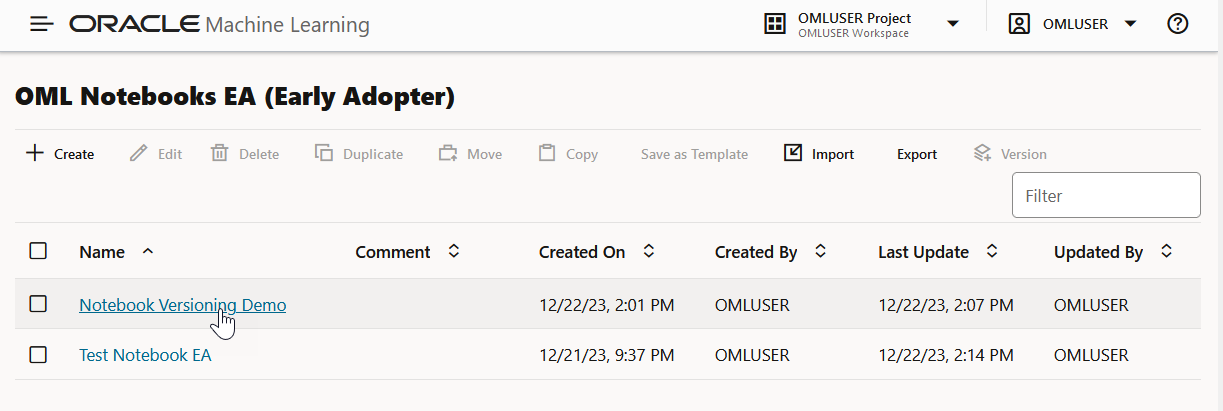 ORACLE Machine Learning OMLUSER Project OMLUSER
OMLUSER Workspace
OML Notebooks EA (Early Adopter)
Create Edit Delete Duplicate Move Copy Save as Template Import Export Version
Filter
Name Comment Created On Created By Last Update Updated By
Notebook Versioning Demo 12/22/23, 2:01 PM OMLUSER 12/22/23, 2:07 PM OMLUSER
Test Notebook EA 12/21/23, 9:37 PM OMLUSER 12/22/23, 2:14 PM OMLUSER